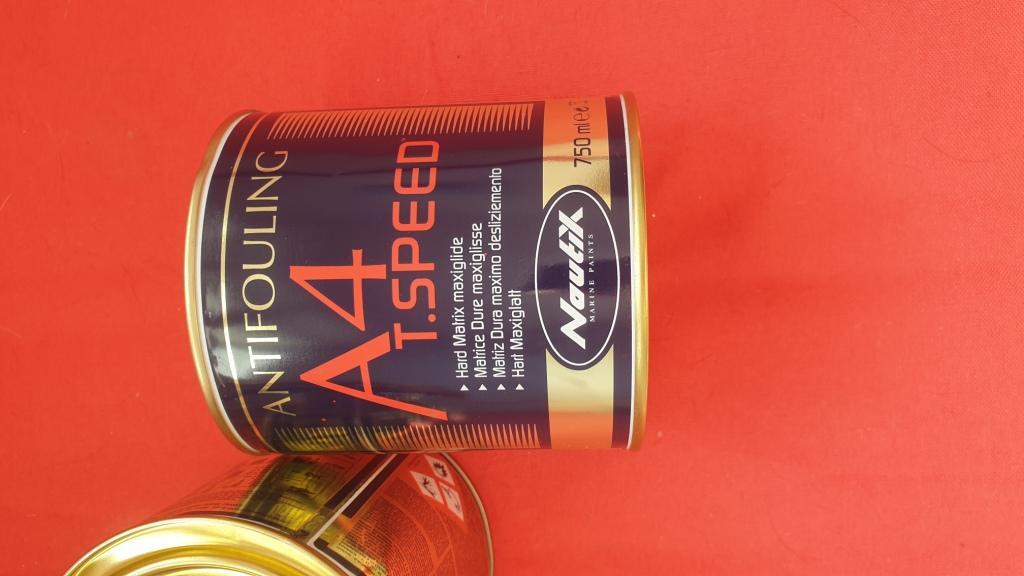 ANTIFOULING
A4
T.SPEED
Hard Matrix maxiglide
Matrice Dure maxiglisse
Matriz Dura maximo desliziemento
Hart Maxiglatt
NautiX
MARINE PAINTS
750 ml e